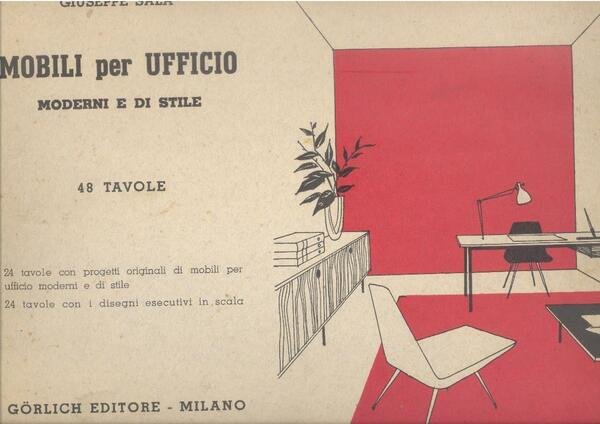 GIUSEPPE SALA
MOBILI per UFFICIO
MODERNI E DI STILE
48 TAVOLE
24 tavole con progetti originali di mobili per
ufficio moderni e di stile
24 tavole con i disegni esecutivi in scala
GÖRLICH EDITORE - MILANO